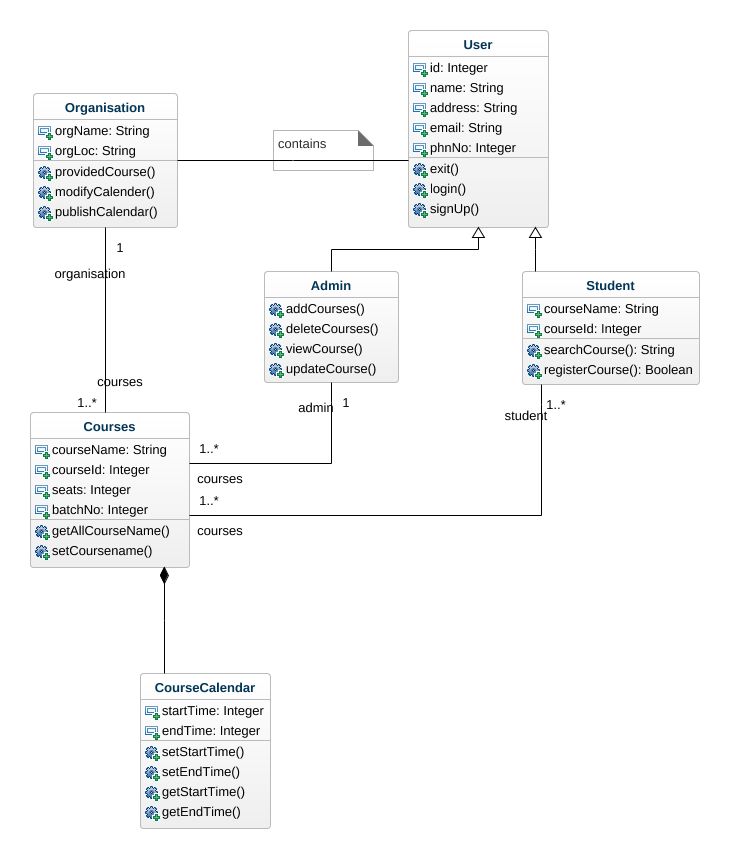 User
id: Integer
name: String
address: String
email: String
phnNo: Integer
exit()
login()
signUp()
Organisation
orgName: String
orgLoc: String
providedCourse()
modifyCalender()
publishCalendar()
contains
1
organisation
courses
1..*
Admin
addCourses()
deleteCourses()
viewCourse()
updateCourse()
Student
courseName: String
courseId: Integer
searchCourse(): String
registerCourse(): Boolean
admin
1
student
1..*
Courses
courseName: String
courseId: Integer
seats: Integer
batchNo: Integer
getAllCourseName()
setCoursename()
1..*
courses
1..*
courses
CourseCalendar
startTime: Integer
endTime: Integer
setStartTime()
setEndTime()
getStartTime()
getEndTime()